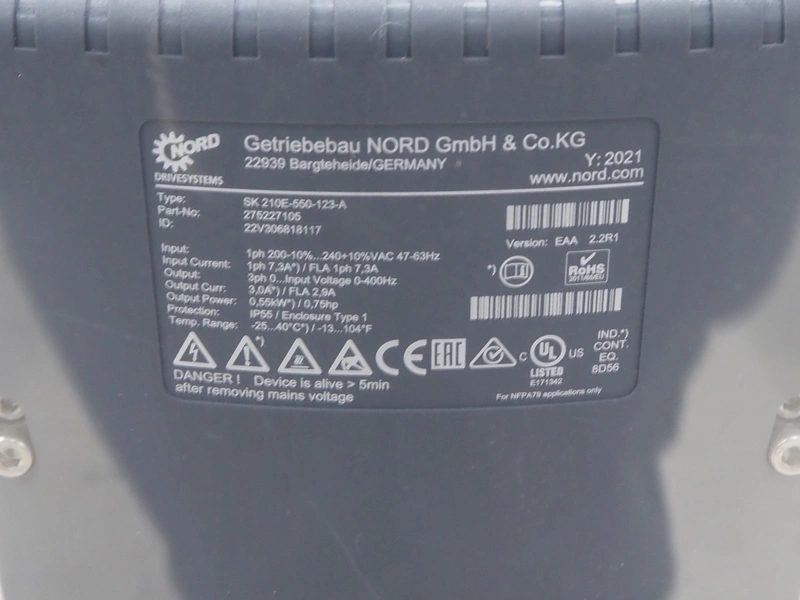 NORD
DRIVESYSTEMS
Getriebebau NORD GmbH & Co.KG
22939 Bargteheide/GERMANY
Y: 2021
www.nord.com
Type: SK 210E-550-123-A
Part-No: 275227105
ID: 22V306818117
Version: EAA 2.2R1
Input: 1ph 200-10%...240+10%VAC 47-63Hz
Input Current: 1ph 7,3A*) / FLA 1ph 7.3A
Output: 3ph 0...Input Voltage 0-400Hz
Output Curr: 3,0A*) / FLA 2,9A
Output Power: 0,55kW*) / 0,75hp
Protection: IP55 / Enclosure Type 1
Temp. Range: -25...40°C*) / -13...104°F
*)
RoHS
2011/65/EU
*)
CE
EAC
C UL US
LISTED
E171342
IND.*)
CONT.
EQ.
8D56
DANGER ! Device is alive > 5min
after removing mains voltage
For NFPA79 applications only